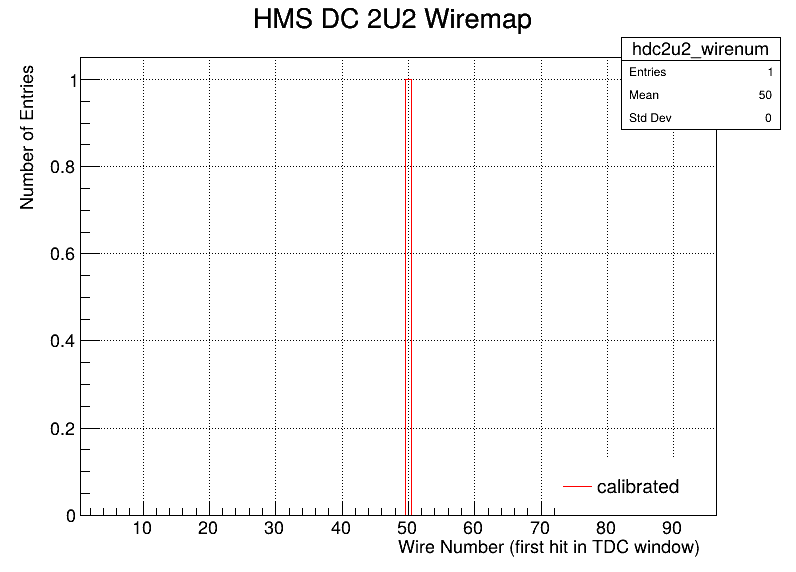 HMS DC 2U2 Wiremap
hdc2u2_wirenum
Entries 1
Mean 50
Std Dev 0
Number of Entries
1
0.8
0.6
0.4
0.2
0
calibrated
10 20 30 40 50 60 70 80 90
Wire Number (first hit in TDC window)